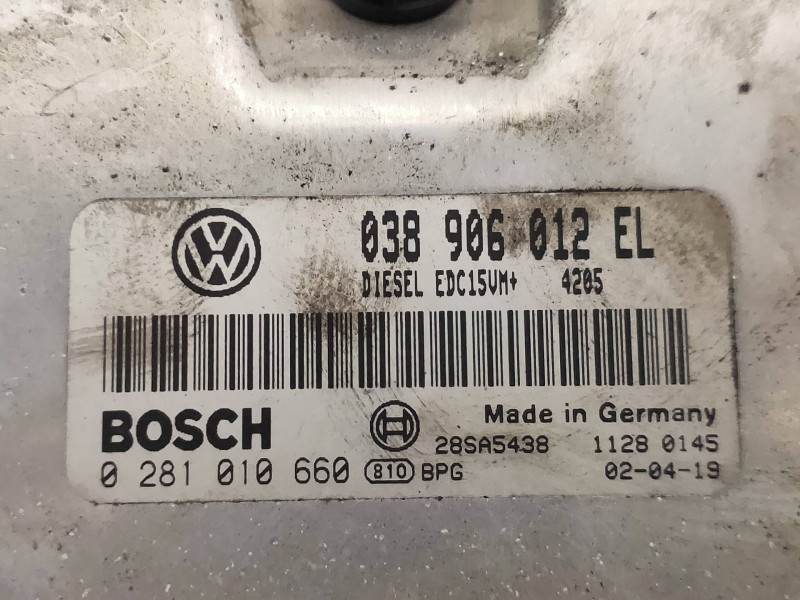 038 906 012 EL
DIESEL EDC15VM+ 4205
BOSCH Made in Germany
28SA5438 1128 0145
0 281 010 660 810 BPG 02-04-19